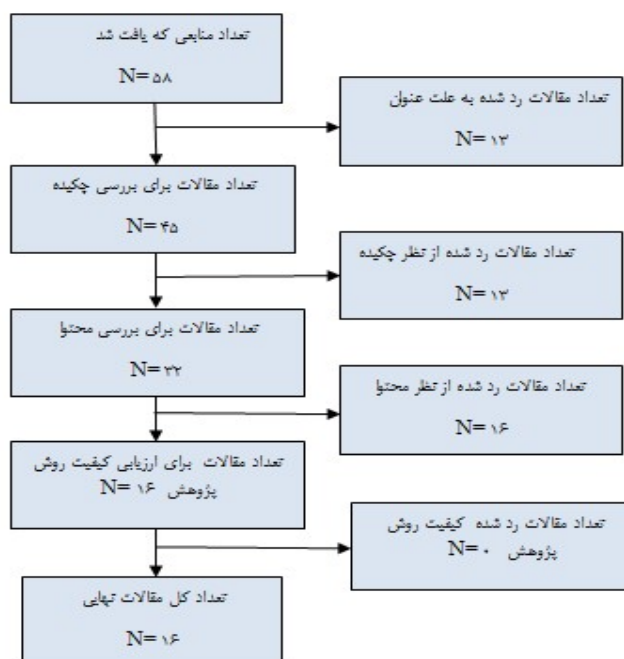 تعداد منابعی که یافت شد
N= ۵۸
تعداد مقالات رد شده به علت عنوان
N= ۱۳
تعداد مقالات برای بررسی چکیده
N= ۴۵
تعداد مقالات رد شده از نظر چکیده
N= ۱۳
تعداد مقالات برای بررسی محتوا
N= ۳۲
تعداد مقالات رد شده از نظر محتوا
N= ۱۶
تعداد مقالات برای ارزیابی کیفیت روش
پژوهش N= ۱۶
تعداد مقالات رد شده کیفیت روش
پژوهش N= ۰
تعداد کل مقالات نهایی
N= ۱۶